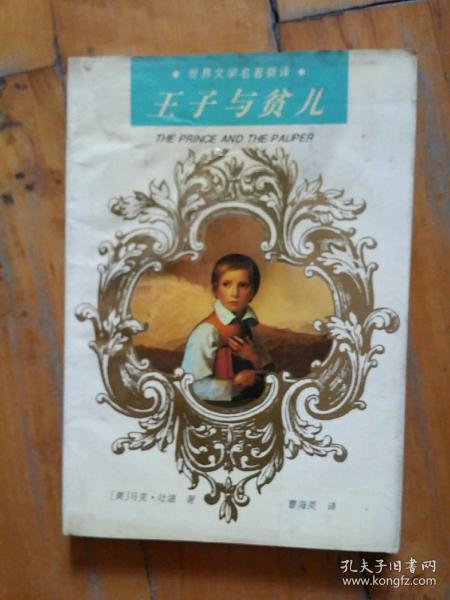 世界文学名著新译
王子与贫儿
THE PRINCE AND THE PAUPER
[美]马克·吐温 著
曹海英 译
孔夫子旧书网
www.kongfz.com